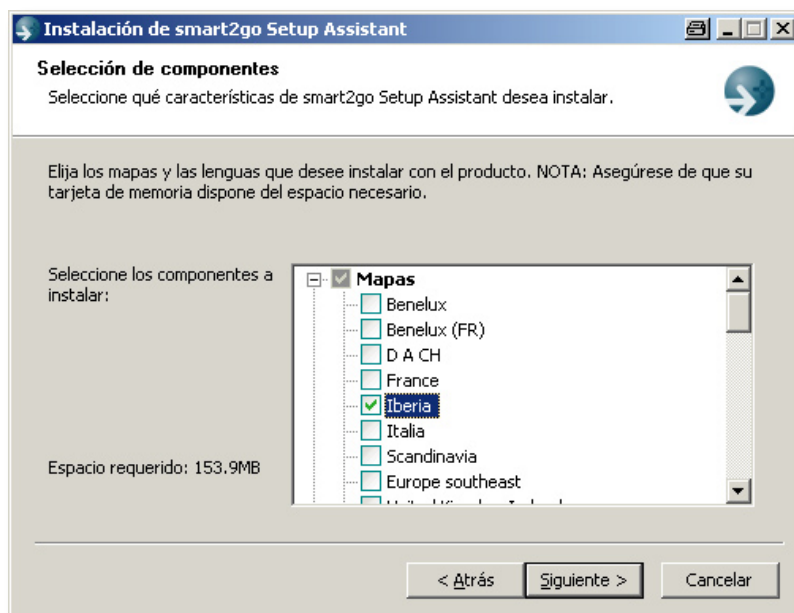 Instalación de smart2go Setup Assistant
Selección de componentes
Seleccione qué características de smart2go Setup Assistant desea instalar.
Elija los mapas y las lenguas que desee instalar con el producto. NOTA: Asegúrese de que su
tarjeta de memoria dispone del espacio necesario.
Seleccione los componentes a
instalar:
Mapas
Benelux
Benelux (FR)
D A CH
France
Iberia
Italia
Scandinavia
Europe southeast
Espacio requerido: 153.9MB
< Atrás
Siguiente >
Cancelar